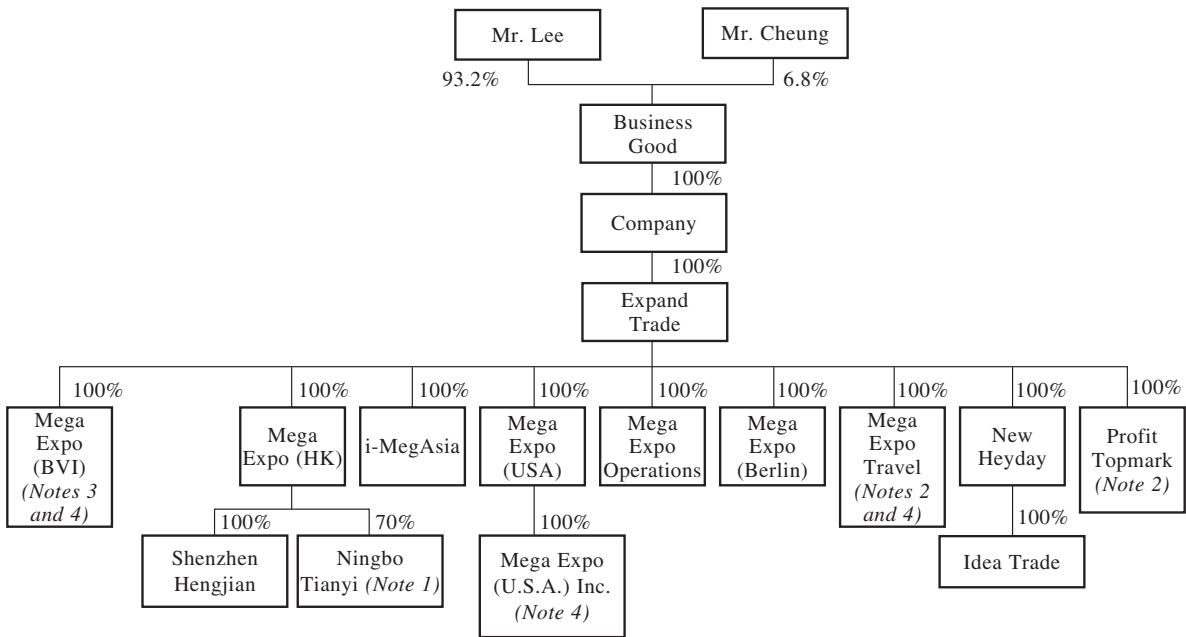 Mr. Lee
Mr. Cheung
93.2%
6.8%
Business
Good
100%
Company
100%
Expand
Trade
100%
100%
100%
100%
100%
100%
100%
100%
100%
Mega
Expo
(BVI)
(Notes 3
and 4)
Mega
Expo (HK)
i-MegAsia
Mega
Expo
(USA)
Mega
Expo
Operations
Mega
Expo
(Berlin)
Mega
Expo
Travel
(Notes 2
and 4)
New
Heyday
Profit
Topmark
(Note 2)
100%
70%
100%
100%
Shenzhen
Hengjian
Ningbo
Tianyi (Note 1)
Mega Expo
(U.S.A.) Inc.
(Note 4)
Idea Trade